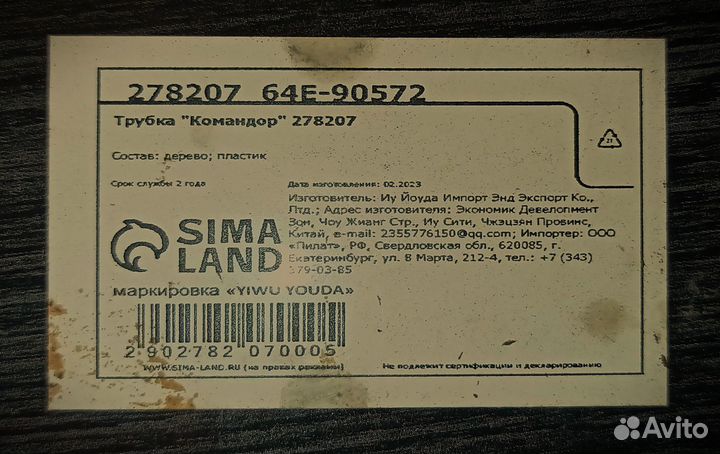 278207 64E-90572
Трубка "Командор" 278207
Состав: дерево; пластик
Срок службы 2 года
Дата изготовления: 02.2023
Изготовитель: Иу Йоуда Импорт Энд Экспорт Ко.,
Лтд.; Адрес изготовителя: Экономик Девелопмент
Зон, Чоу Жианг Стр., Иу Сити, Чжэцзян Провинс,
Китай, e-mail: 2355776150@qq.com; Импортер: ООО
«Пилат», РФ, Свердловская обл., 620085, г.
Екатеринбург, ул. 8 Марта, 212-4, тел.: +7 (343)
379-03-85
SIMA
LAND
маркировка «YIWU YOUDA»
2 902782 070005
WWW.SIMA-LAND.RU (на правах рекламы)
Не подлежит сертификации и декларированию
21
Avito